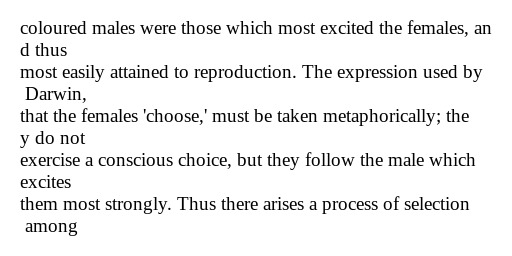 coloured males were those which most excited the females, an
d thus
most easily attained to reproduction. The expression used by
 Darwin,
that the females 'choose,' must be taken metaphorically; the
y do not
exercise a conscious choice, but they follow the male which
excites
them most strongly. Thus there arises a process of selection
 among